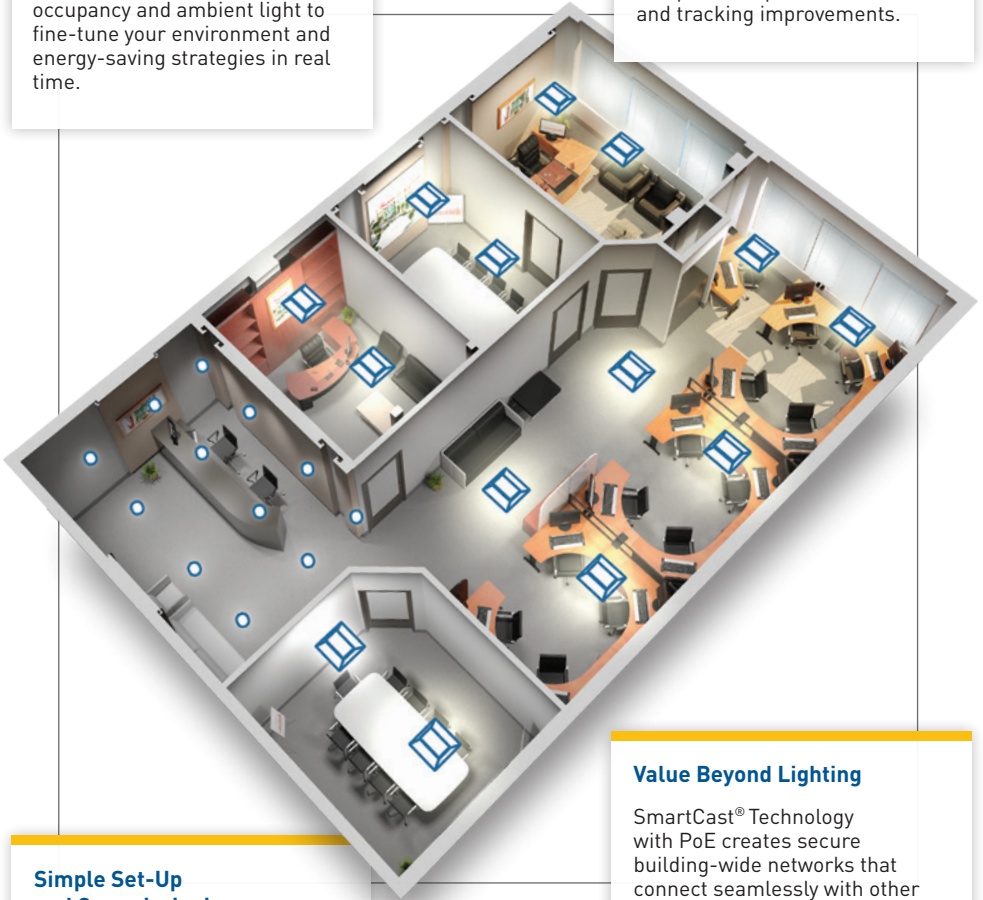 occupancy and ambient light to
fine-tune your environment and
energy-saving strategies in real
time.
and tracking improvements.
Simple Set-Up
Value Beyond Lighting
SmartCast® Technology
with PoE creates secure
building-wide networks that
connect seamlessly with other